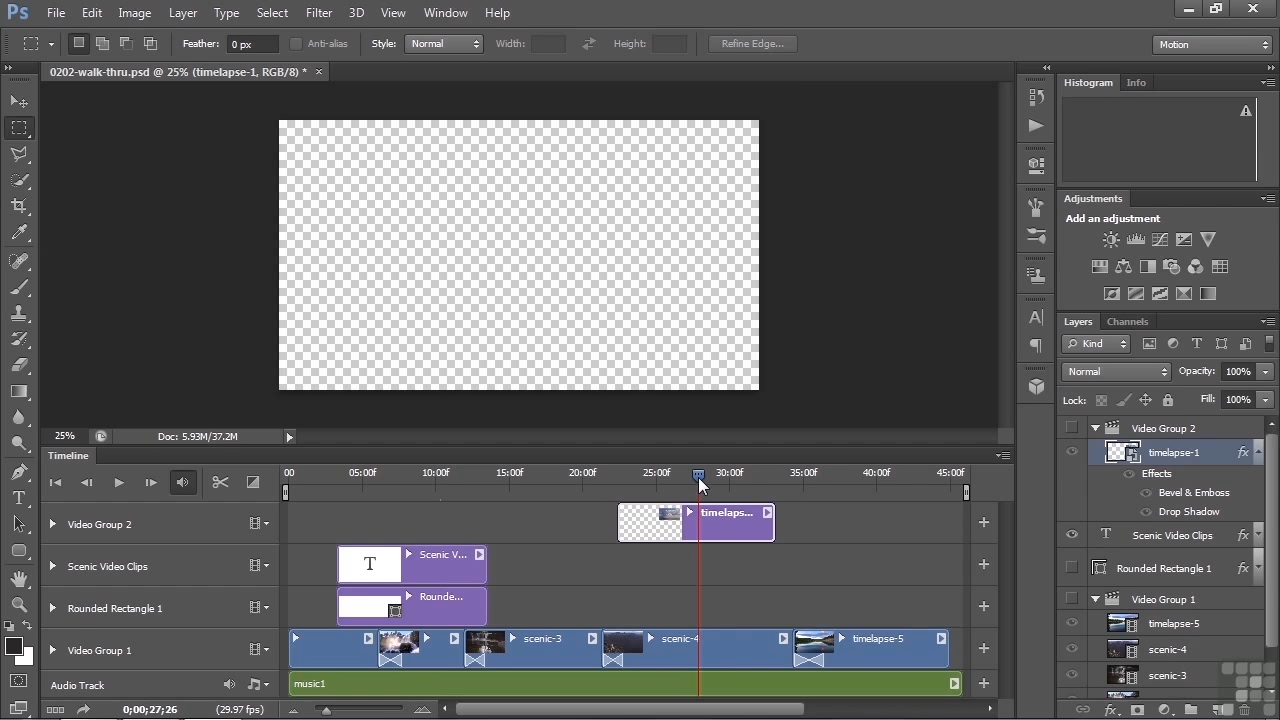 Ps File Edit Image Layer Type Select Filter 3D View Window Help
Feather: 0 px Anti-alias Style: Normal Width: Height: Refine Edge... Motion
0202-walk-thru.psd @ 25% (timelapse-1, RGB/8) * ×
Histogram Info
Adjustments
Add an adjustment
Layers Channels
Kind
Normal Opacity: 100%
Lock: Fill: 100%
Video Group 2
timelapse-1 fx
Effects
Bevel & Emboss
Drop Shadow
T Scenic Video Clips fx
Rounded Rectangle 1 fx
Video Group 1
timelapse-5
scenic-4
scenic-3
25% Doc: 5.93M/37.2M
Timeline
00 05:00f 10:00f 15:00f 20:00f 25:00f 30:00f 35:00f 40:00f 45:00f
Video Group 2 timelaps...
Scenic Video Clips T Scenic V...
Rounded Rectangle 1 Rounde...
Video Group 1 scenic-3 scenic-4 timelapse-5
Audio Track music1
0;00;27;26 (29.97 fps)